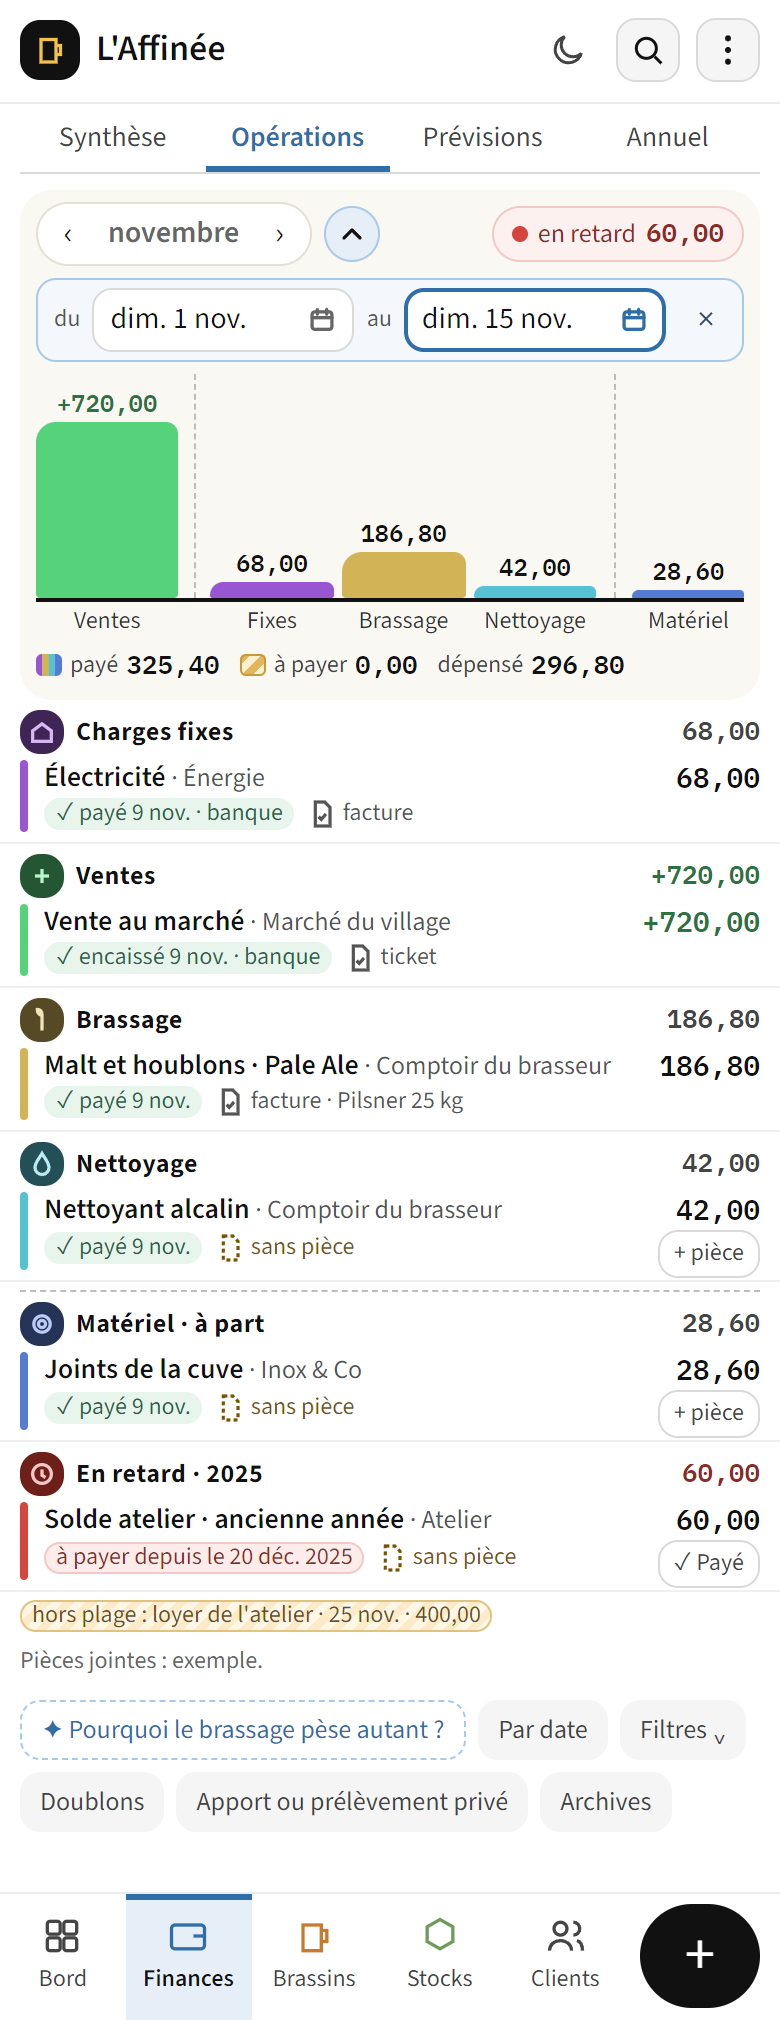 L'Affinée
Synthèse Opérations Prévisions Annuel
‹ novembre › en retard 60,00
du dim. 1 nov. au dim. 15 nov. ×
+720,00
68,00 186,80 42,00 28,60
Ventes Fixes Brassage Nettoyage Matériel
payé 325,40 à payer 0,00 dépensé 296,80
Charges fixes 68,00
Électricité · Énergie 68,00
✓ payé 9 nov. · banque facture
Ventes +720,00
Vente au marché · Marché du village +720,00
✓ encaissé 9 nov. · banque ticket
Brassage 186,80
Malt et houblons · Pale Ale · Comptoir du brasseur 186,80
✓ payé 9 nov. facture · Pilsner 25 kg
Nettoyage 42,00
Nettoyant alcalin · Comptoir du brasseur 42,00
✓ payé 9 nov. sans pièce + pièce
Matériel · à part 28,60
Joints de la cuve · Inox & Co 28,60
✓ payé 9 nov. sans pièce + pièce
En retard · 2025 60,00
Solde atelier · ancienne année · Atelier 60,00
à payer depuis le 20 déc. 2025 sans pièce ✓ Payé
hors plage : loyer de l'atelier · 25 nov. · 400,00
Pièces jointes : exemple.
✦ Pourquoi le brassage pèse autant ? Par date Filtres ˅
Doublons Apport ou prélèvement privé Archives
Bord Finances Brassins Stocks Clients +